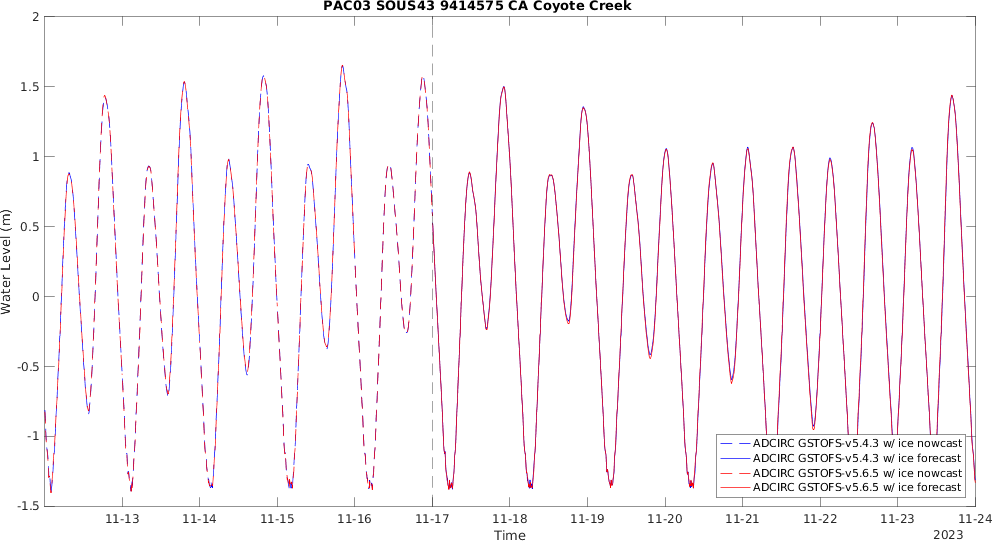 PAC03 SOUS43 9414575 CA Coyote Creek
2
1.5
1
0.5
0
-0.5
-1
-1.5
Water Level (m)
ADCIRC GSTOFS-v5.4.3 w/ ice nowcast
ADCIRC GSTOFS-v5.4.3 w/ ice forecast
ADCIRC GSTOFS-v5.6.5 w/ ice nowcast
ADCIRC GSTOFS-v5.6.5 w/ ice forecast
11-13 11-14 11-15 11-16 11-17 11-18 11-19 11-20 11-21 11-22 11-23 11-24
Time
2023